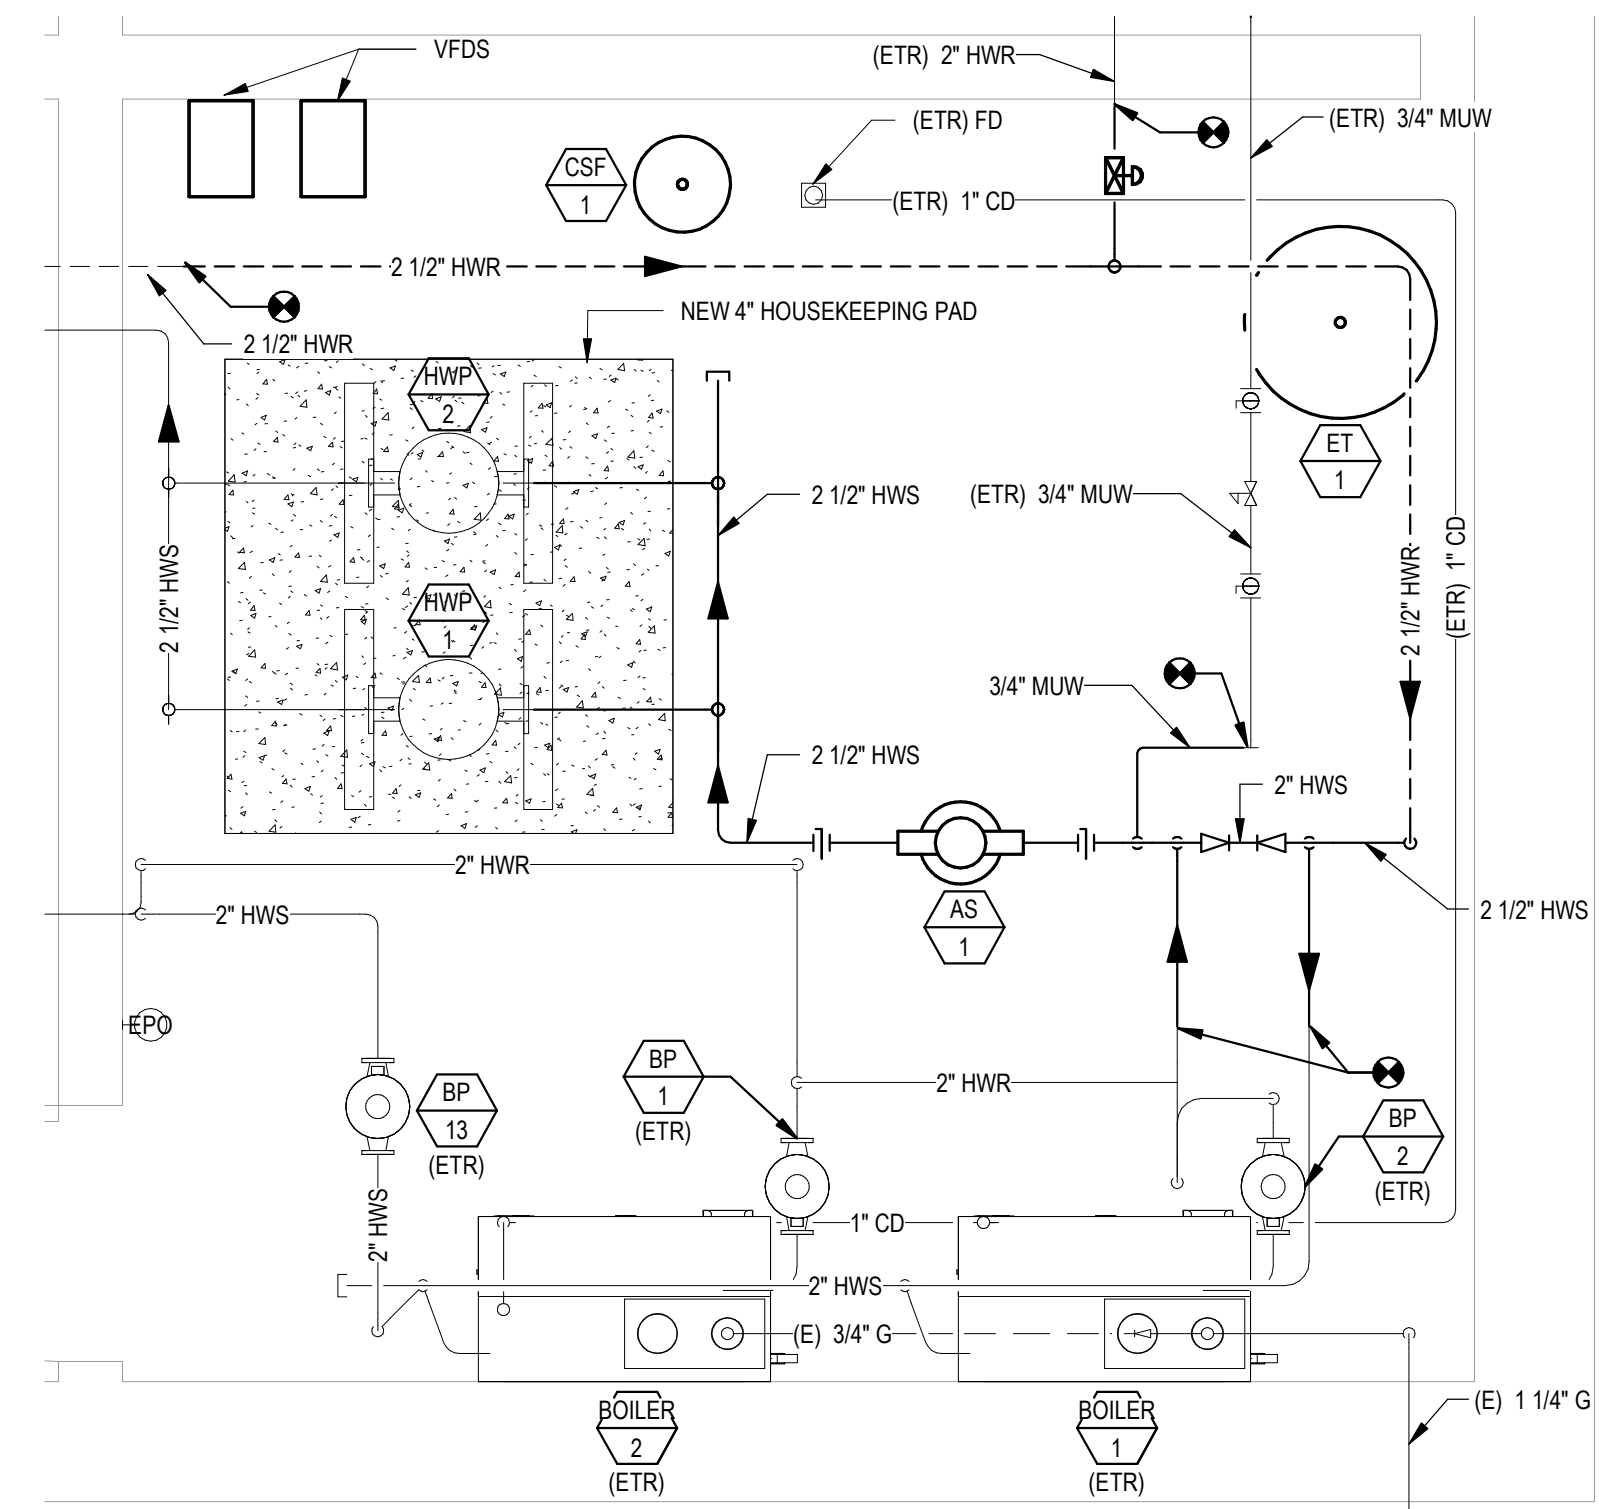 VFDS
(ETR) 2" HWR
(ETR) FD
(ETR) 3/4" MUW
CSF
1
(ETR) 1" CD
2 1/2" HWR
NEW 4" HOUSEKEEPING PAD
2 1/2" HWR
HWP
2
ET
1
2 1/2" HWS
(ETR) 3/4" MUW
2 1/2" HWS
2 1/2" HWR
(ETR) 1" CD
HWP
1
3/4" MUW
2 1/2" HWS
2" HWS
2" HWR
AS
1
2 1/2" HWS
2" HWS
EPO
BP
1
(ETR)
2" HWR
BP
13
(ETR)
BP
2
(ETR)
2" HWS
1" CD
2" HWS
(E) 3/4" G
(E) 1 1/4" G
BOILER
2
(ETR)
BOILER
1
(ETR)